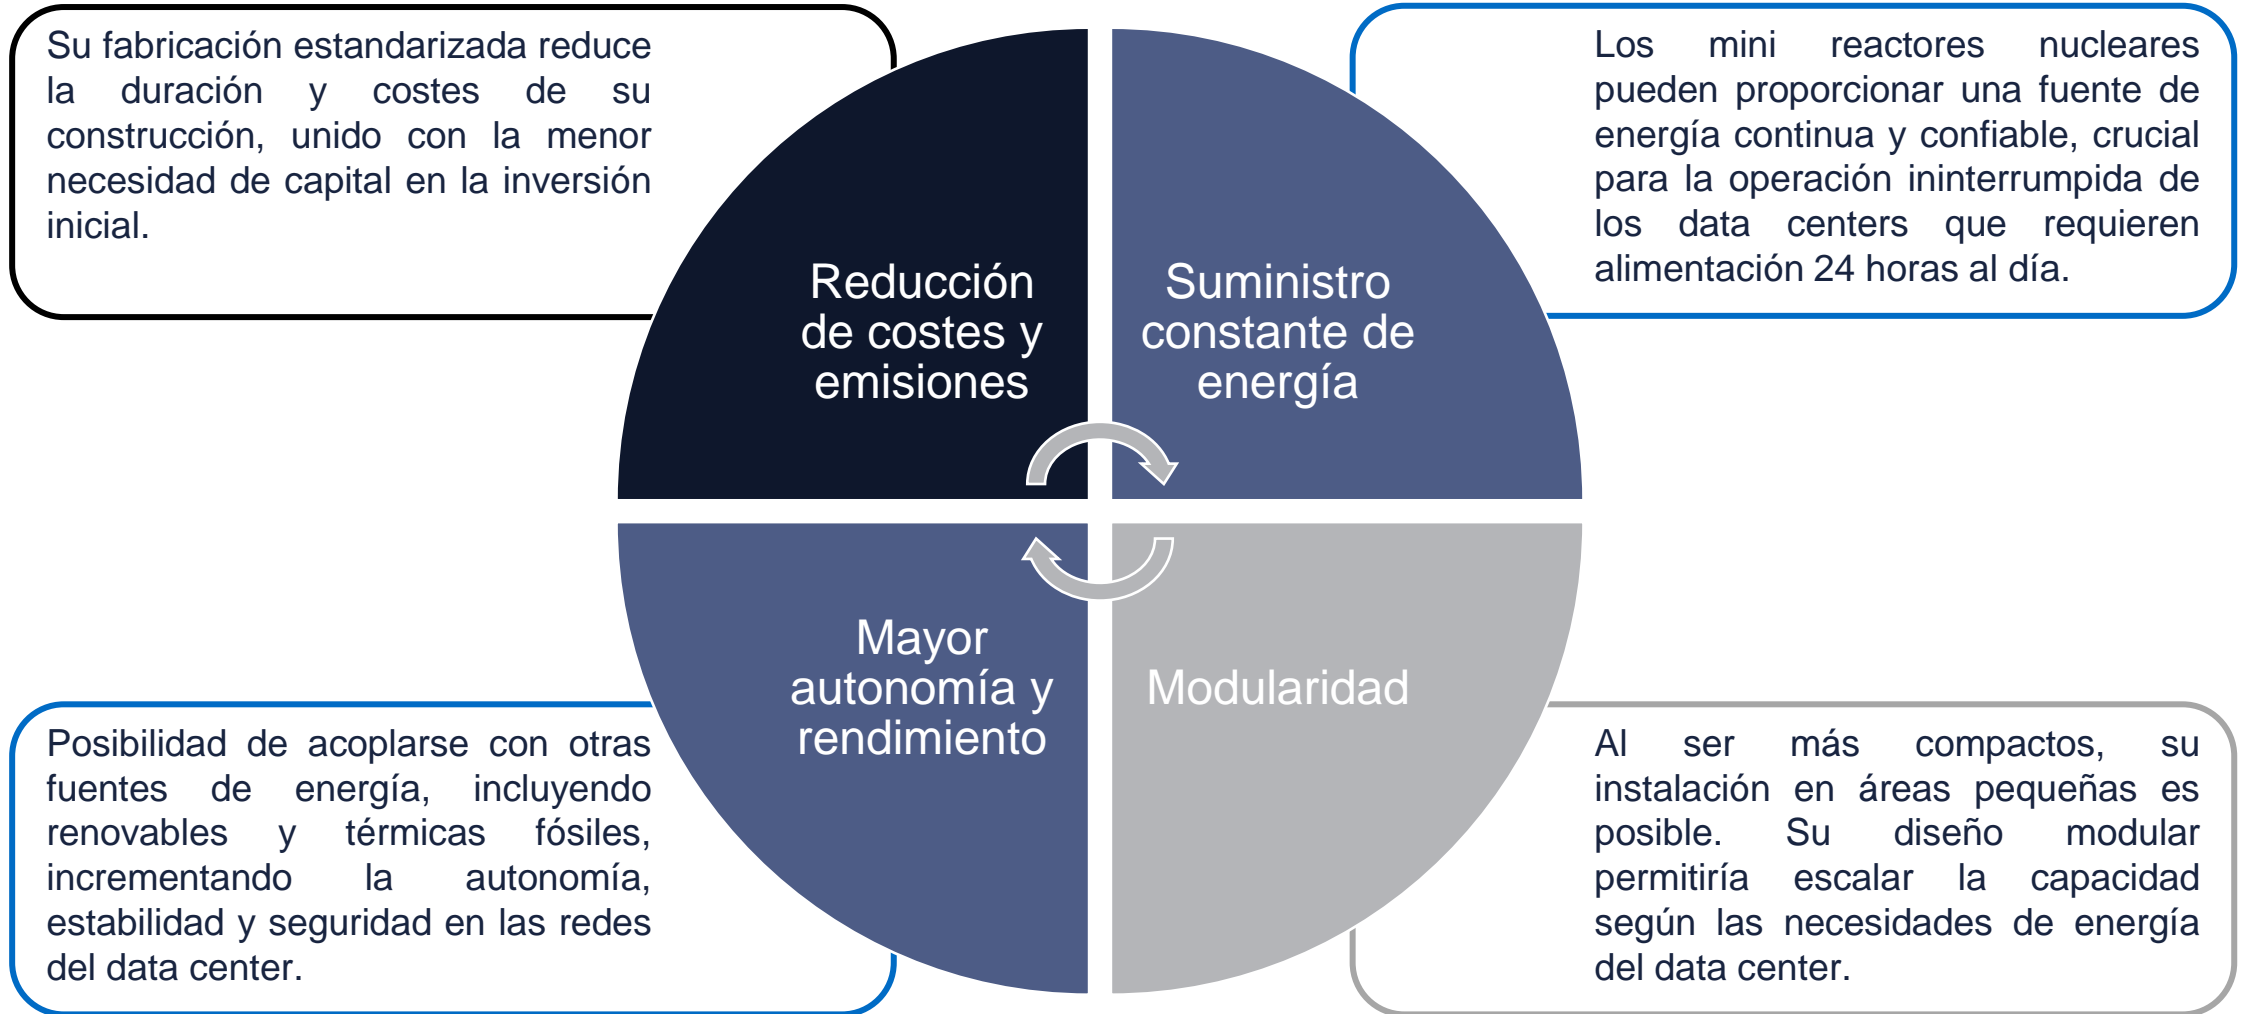 Su fabricación estandarizada reduce
la duración y costes de su
construcción, unido con la menor
necesidad de capital en la inversión
inicial.
Reducción
de costes y
emisiones
Suministro
constante de
energía
Los mini reactores nucleares
pueden proporcionar una fuente de
energía continua y confiable, crucial
para la operación ininterrumpida de
los data centers que requieren
alimentación 24 horas al día.
Posibilidad de acoplarse con otras
fuentes de energía, incluyendo
renovables y térmicas fósiles,
incrementando la autonomía,
estabilidad y seguridad en las redes
del data center.
Mayor
autonomía y
rendimiento
Modularidad
Al ser más compactos, su
instalación en áreas pequeñas es
posible. Su diseño modular
permitiría escalar la capacidad
según las necesidades de energía
del data center.